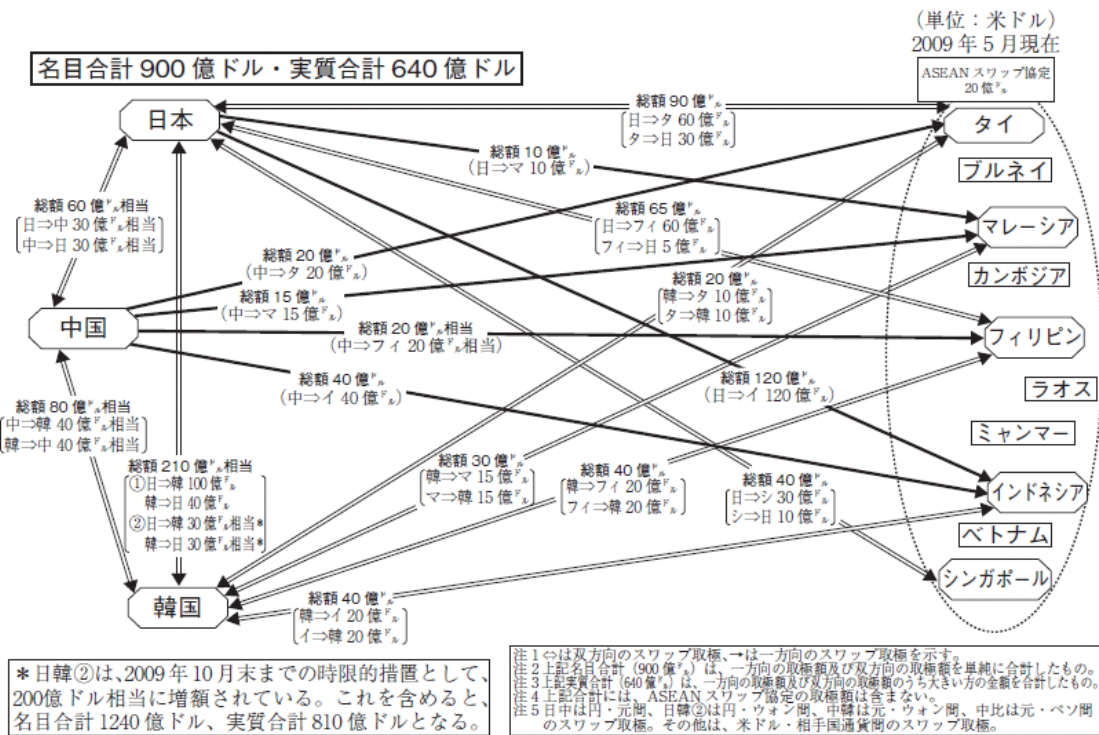 (単位：米ドル)
2009年5月現在
名目合計900億ドル・実質合計640億ドル
ASEANスワップ協定
20億ドル
日本
総額90億ドル
日⇒タ60億ドル
タ⇒日30億ドル
タイ
総額10億ドル
(日⇒マ10億ドル)
ブルネイ
総額60億ドル相当
日⇒中30億ドル相当
中⇒日30億ドル相当
総額65億ドル
日⇒フィ60億ドル
フィ⇒日5億ドル
マレーシア
総額20億ドル
(中⇒タ20億ドル)
総額20億ドル
韓⇒タ10億ドル
タ⇒韓10億ドル
カンボジア
総額15億ドル
(中⇒マ15億ドル)
中国
総額20億ドル相当
(中⇒フィ20億ドル相当)
フィリピン
総額40億ドル
(中⇒イ40億ドル)
総額120億ドル
(日⇒イ120億ドル)
ラオス
総額80億ドル相当
中⇒韓40億ドル相当
韓⇒中40億ドル相当
ミャンマー
総額210億ドル相当
①日⇒韓100億ドル
韓⇒日40億ドル
②日⇒韓30億ドル相当*
韓⇒日30億ドル相当*
総額30億ドル
韓⇒マ15億ドル
マ⇒韓15億ドル
総額40億ドル
韓⇒フィ20億ドル
フィ⇒韓20億ドル
総額40億ドル
日⇒シ30億ドル
シ⇒日10億ドル
インドネシア
ベトナム
シンガポール
韓国
総額40億ドル
韓⇒イ20億ドル
イ⇒韓20億ドル
*日韓②は、2009年10月末までの時限的措置として、
200億ドル相当に増額されている。これを含めると、
名目合計1240億ドル、実質合計810億ドルとなる。
注1⇔は双方向のスワップ取極、→は一方向のスワップ取極を示す。
注2上記名目合計(900億ドル)は、一方向の取極額及び双方向の取極額を単純に合計したもの。
注3上記実質合計(640億ドル)は、一方向の取極額及び双方向の取極額のうち大きい方の金額を合計したもの。
注4上記合計には、ASEANスワップ協定の取極額は含まない。
注5日中は円・元間、日韓②は円・ウォン間、中韓は元・ウォン間、中比は元・ペソ間
のスワップ取極。その他は、米ドル・相手国通貨間のスワップ取極。